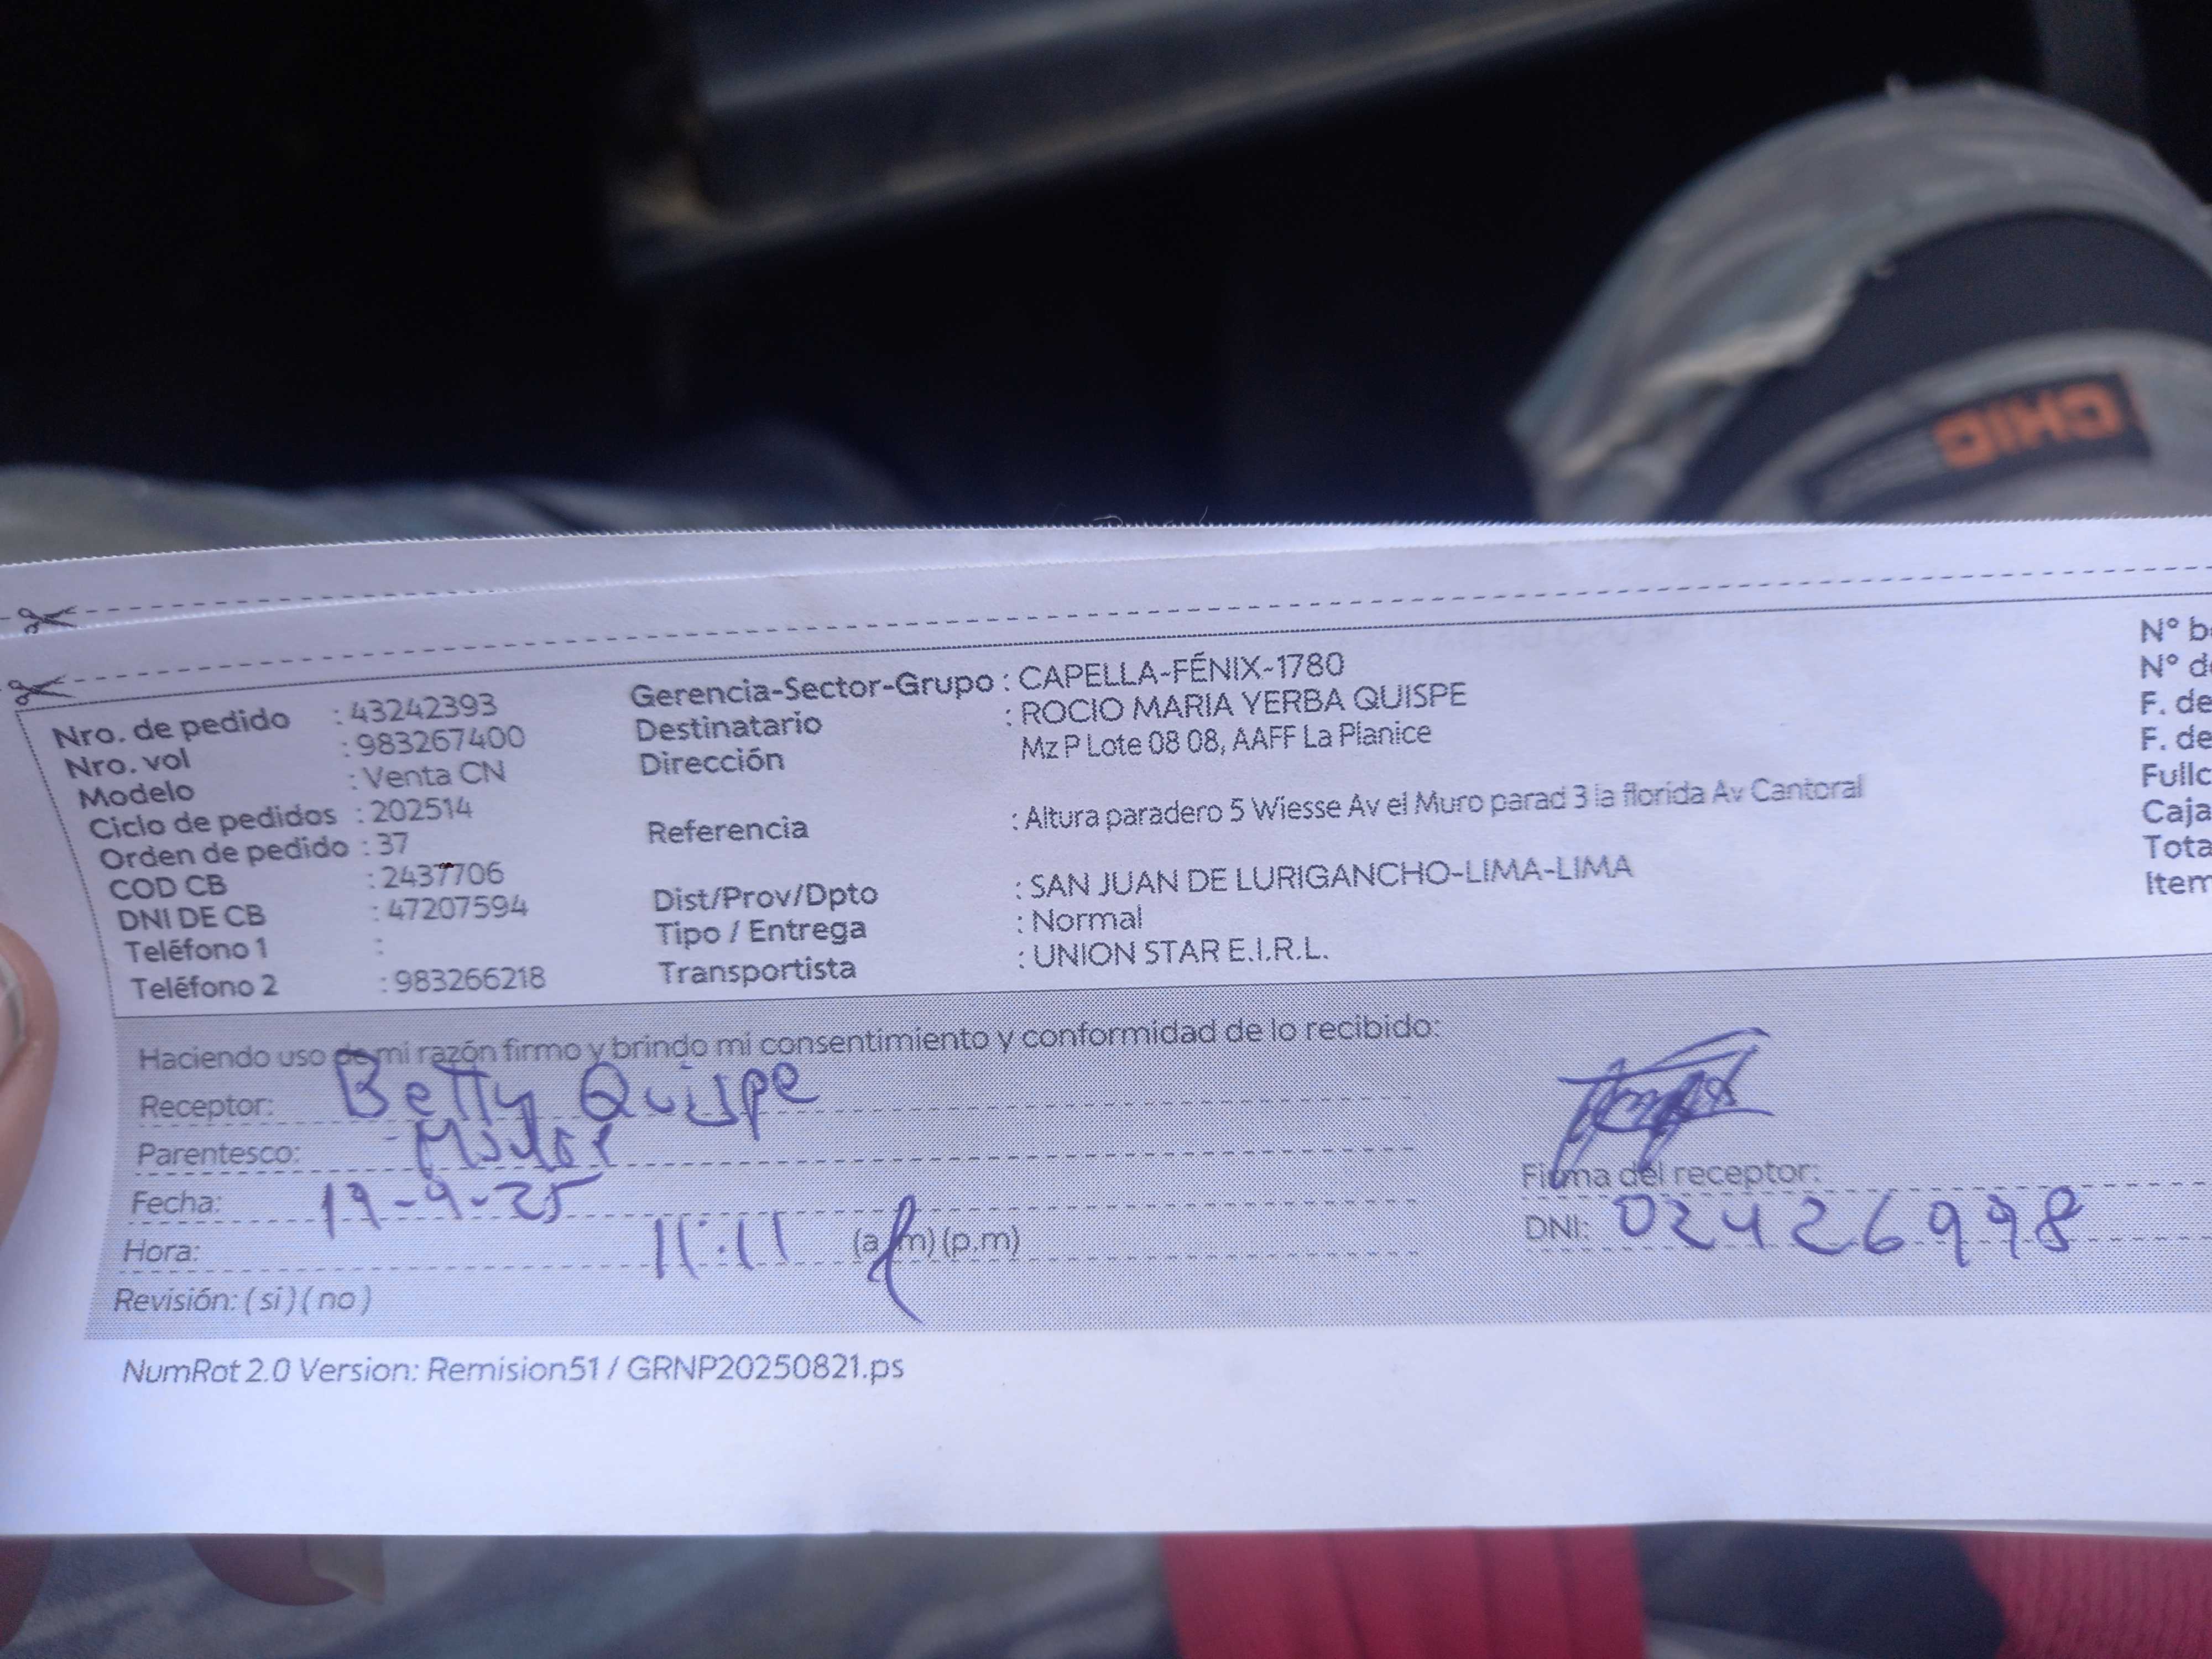 CHIC
Nro. de pedido : 43242393
Nro. vol : 983267400
Modelo : Venta CN
Ciclo de pedidos : 202514
Orden de pedido : 37
COD CB : 2437706
DNI DE CB : 47207594
Teléfono 1 :
Teléfono 2 : 983266218
Gerencia-Sector-Grupo : CAPELLA-FÉNIX-1780
Destinatario : ROCIO MARIA YERBA QUISPE
Dirección Mz P Lote 08 08, AAFF La Planice
Referencia : Altura paradero 5 Wiesse Av el Muro parad 3 la florida Av Cantoral
Dist/Prov/Dpto : SAN JUAN DE LURIGANCHO-LIMA-LIMA
Tipo / Entrega : Normal
Transportista : UNION STAR E.I.R.L.
N° b
N° d
F. de
F. de
Fullc
Caja
Tota
Item
Haciendo uso de mi razón firmo y brindo mi consentimiento y conformidad de lo recibido:
Receptor: Betty Quispe
Parentesco:
Fecha: 19-9-25
Hora: 11:11 (a.m) (p.m)
Revisión: (si) (no)
Firma del receptor:
DNI: 02426998
NumRot 2.0 Version: Remision51 / GRNP20250821.ps